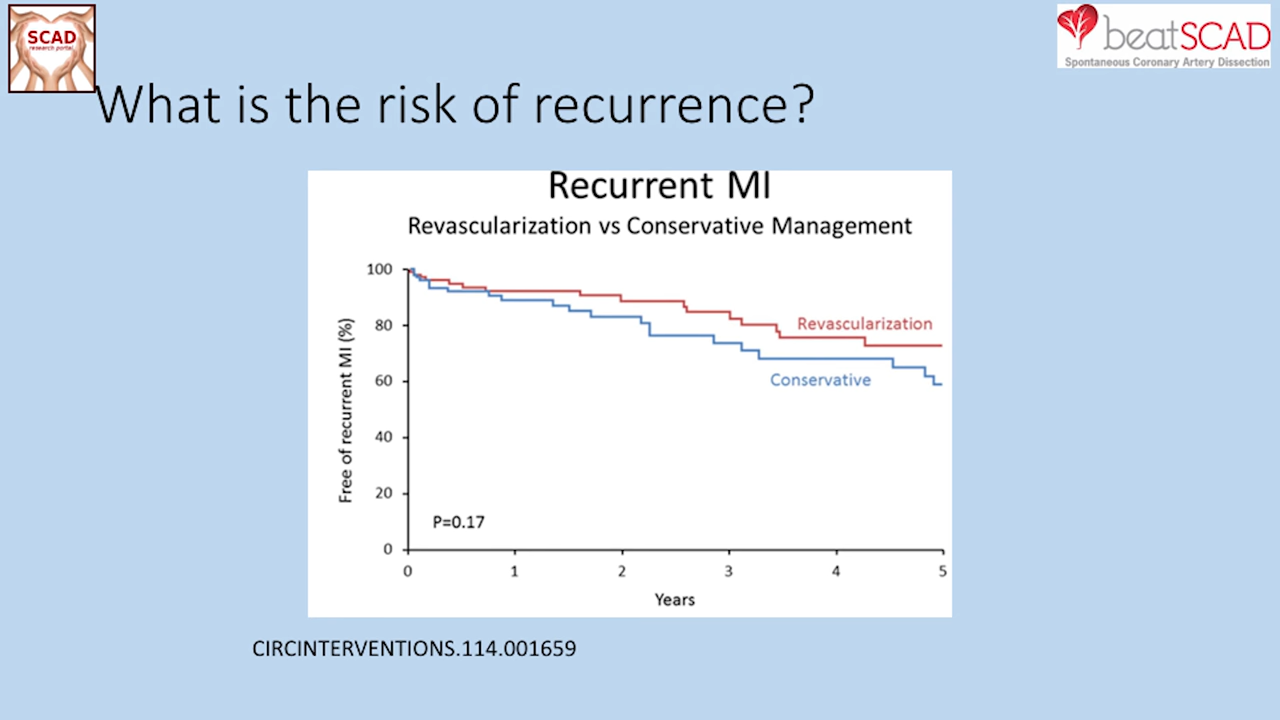 SCAD
research portal
beatSCAD
Spontaneous Coronary Artery Dissection
What is the risk of recurrence?
Recurrent MI
Revascularization vs Conservative Management
Free of recurrent MI (%)
100
80
60
40
20
0
Revascularization
Conservative
P=0.17
0 1 2 3 4 5
Years
CIRCINTERVENTIONS.114.001659